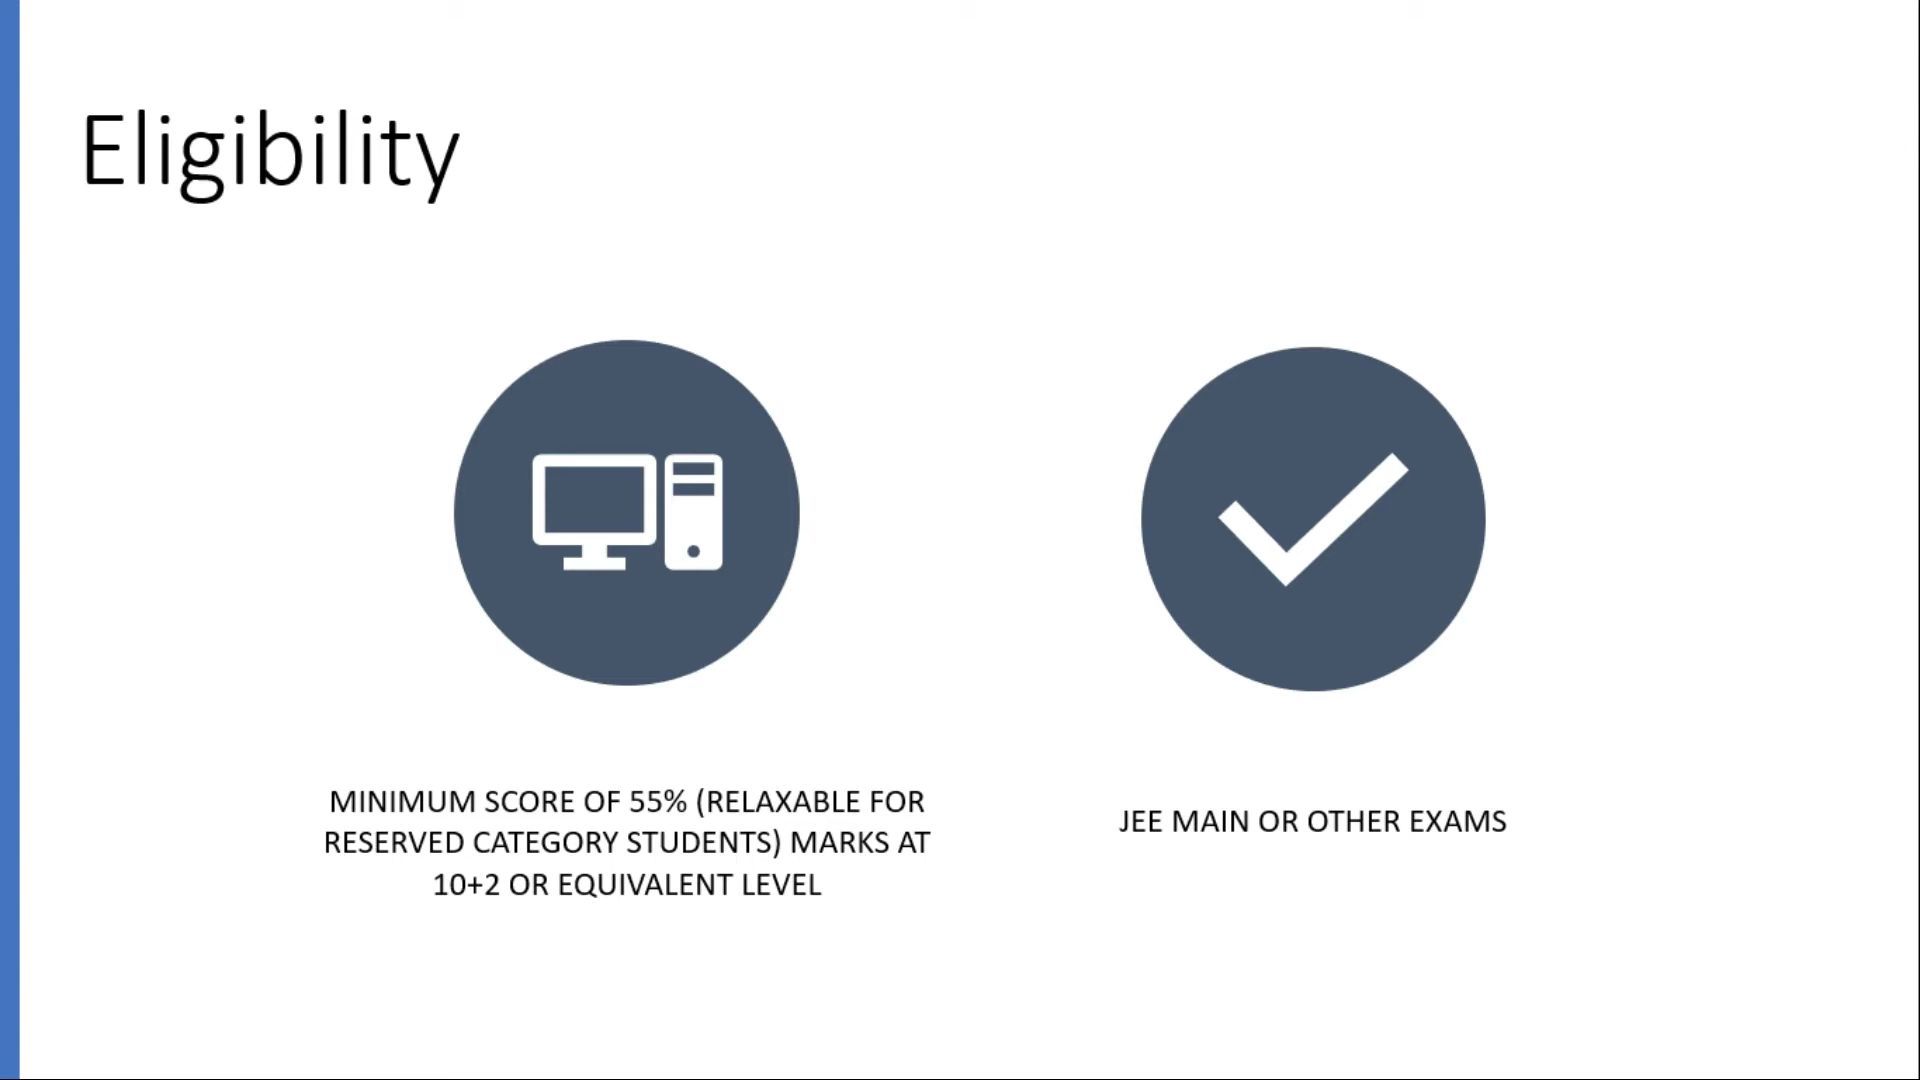 Eligibility
MINIMUM SCORE OF 55% (RELAXABLE FOR
RESERVED CATEGORY STUDENTS) MARKS AT
10+2 OR EQUIVALENT LEVEL
JEE MAIN OR OTHER EXAMS